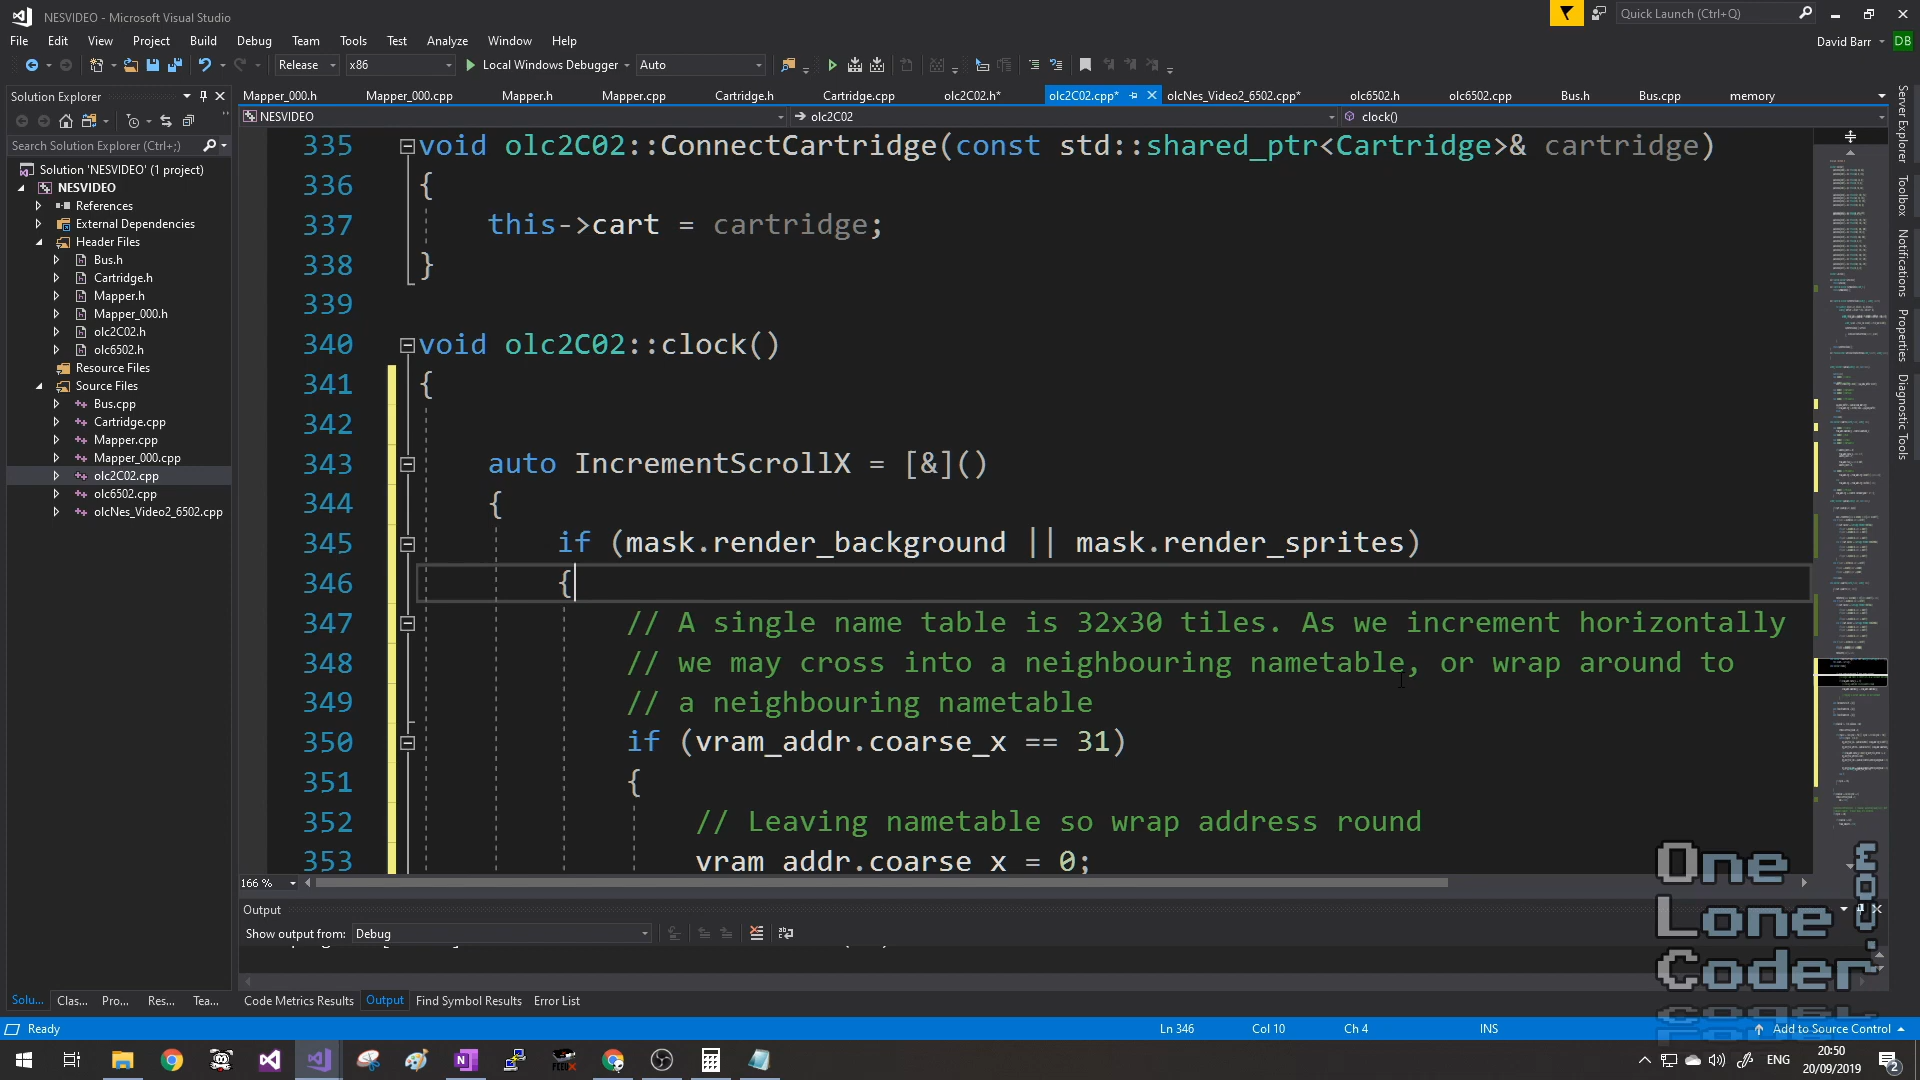 NESVIDEO - Microsoft Visual Studio
Quick Launch (Ctrl+Q)
File Edit View Project Build Debug Team Tools Test Analyze Window Help
David Barr DB
Release x86 Local Windows Debugger Auto
Solution Explorer
Search Solution Explorer (Ctrl+;)
Solution 'NESVIDEO' (1 project)
NESVIDEO
References
External Dependencies
Header Files
Bus.h
Cartridge.h
Mapper.h
Mapper_000.h
olc2C02.h
olc6502.h
Resource Files
Source Files
Bus.cpp
Cartridge.cpp
Mapper.cpp
Mapper_000.cpp
olc2C02.cpp
olc6502.cpp
olcNes_Video2_6502.cpp
Mapper_000.h Mapper_000.cpp Mapper.h Mapper.cpp Cartridge.h Cartridge.cpp olc2C02.h* olc2C02.cpp* olcNes_Video2_6502.cpp* olc6502.h olc6502.cpp Bus.h Bus.cpp memory
NESVIDEO olc2C02 clock()
335 void olc2C02::ConnectCartridge(const std::shared_ptr<Cartridge>& cartridge)
336 {
337 this->cart = cartridge;
338 }
339
340 void olc2C02::clock()
341 {
342
343 auto IncrementScrollX = [&]()
344 {
345 if (mask.render_background || mask.render_sprites)
346 {
347 // A single name table is 32x30 tiles. As we increment horizontally
348 // we may cross into a neighbouring nametable, or wrap around to
349 // a neighbouring nametable
350 if (vram_addr.coarse_x == 31)
351 {
352 // Leaving nametable so wrap address round
353 vram_addr.coarse_x = 0;
166 %
Output
Show output from: Debug
Solu... Clas... Pro... Res... Tea...
Code Metrics Results Output Find Symbol Results Error List
Ready
Ln 346 Col 10 Ch 4 INS
Add to Source Control
Server Explorer
Toolbox
Notifications
Properties
Diagnostic Tools
One
Lone
Coder
.com
ENG
20:50
20/09/2019
2